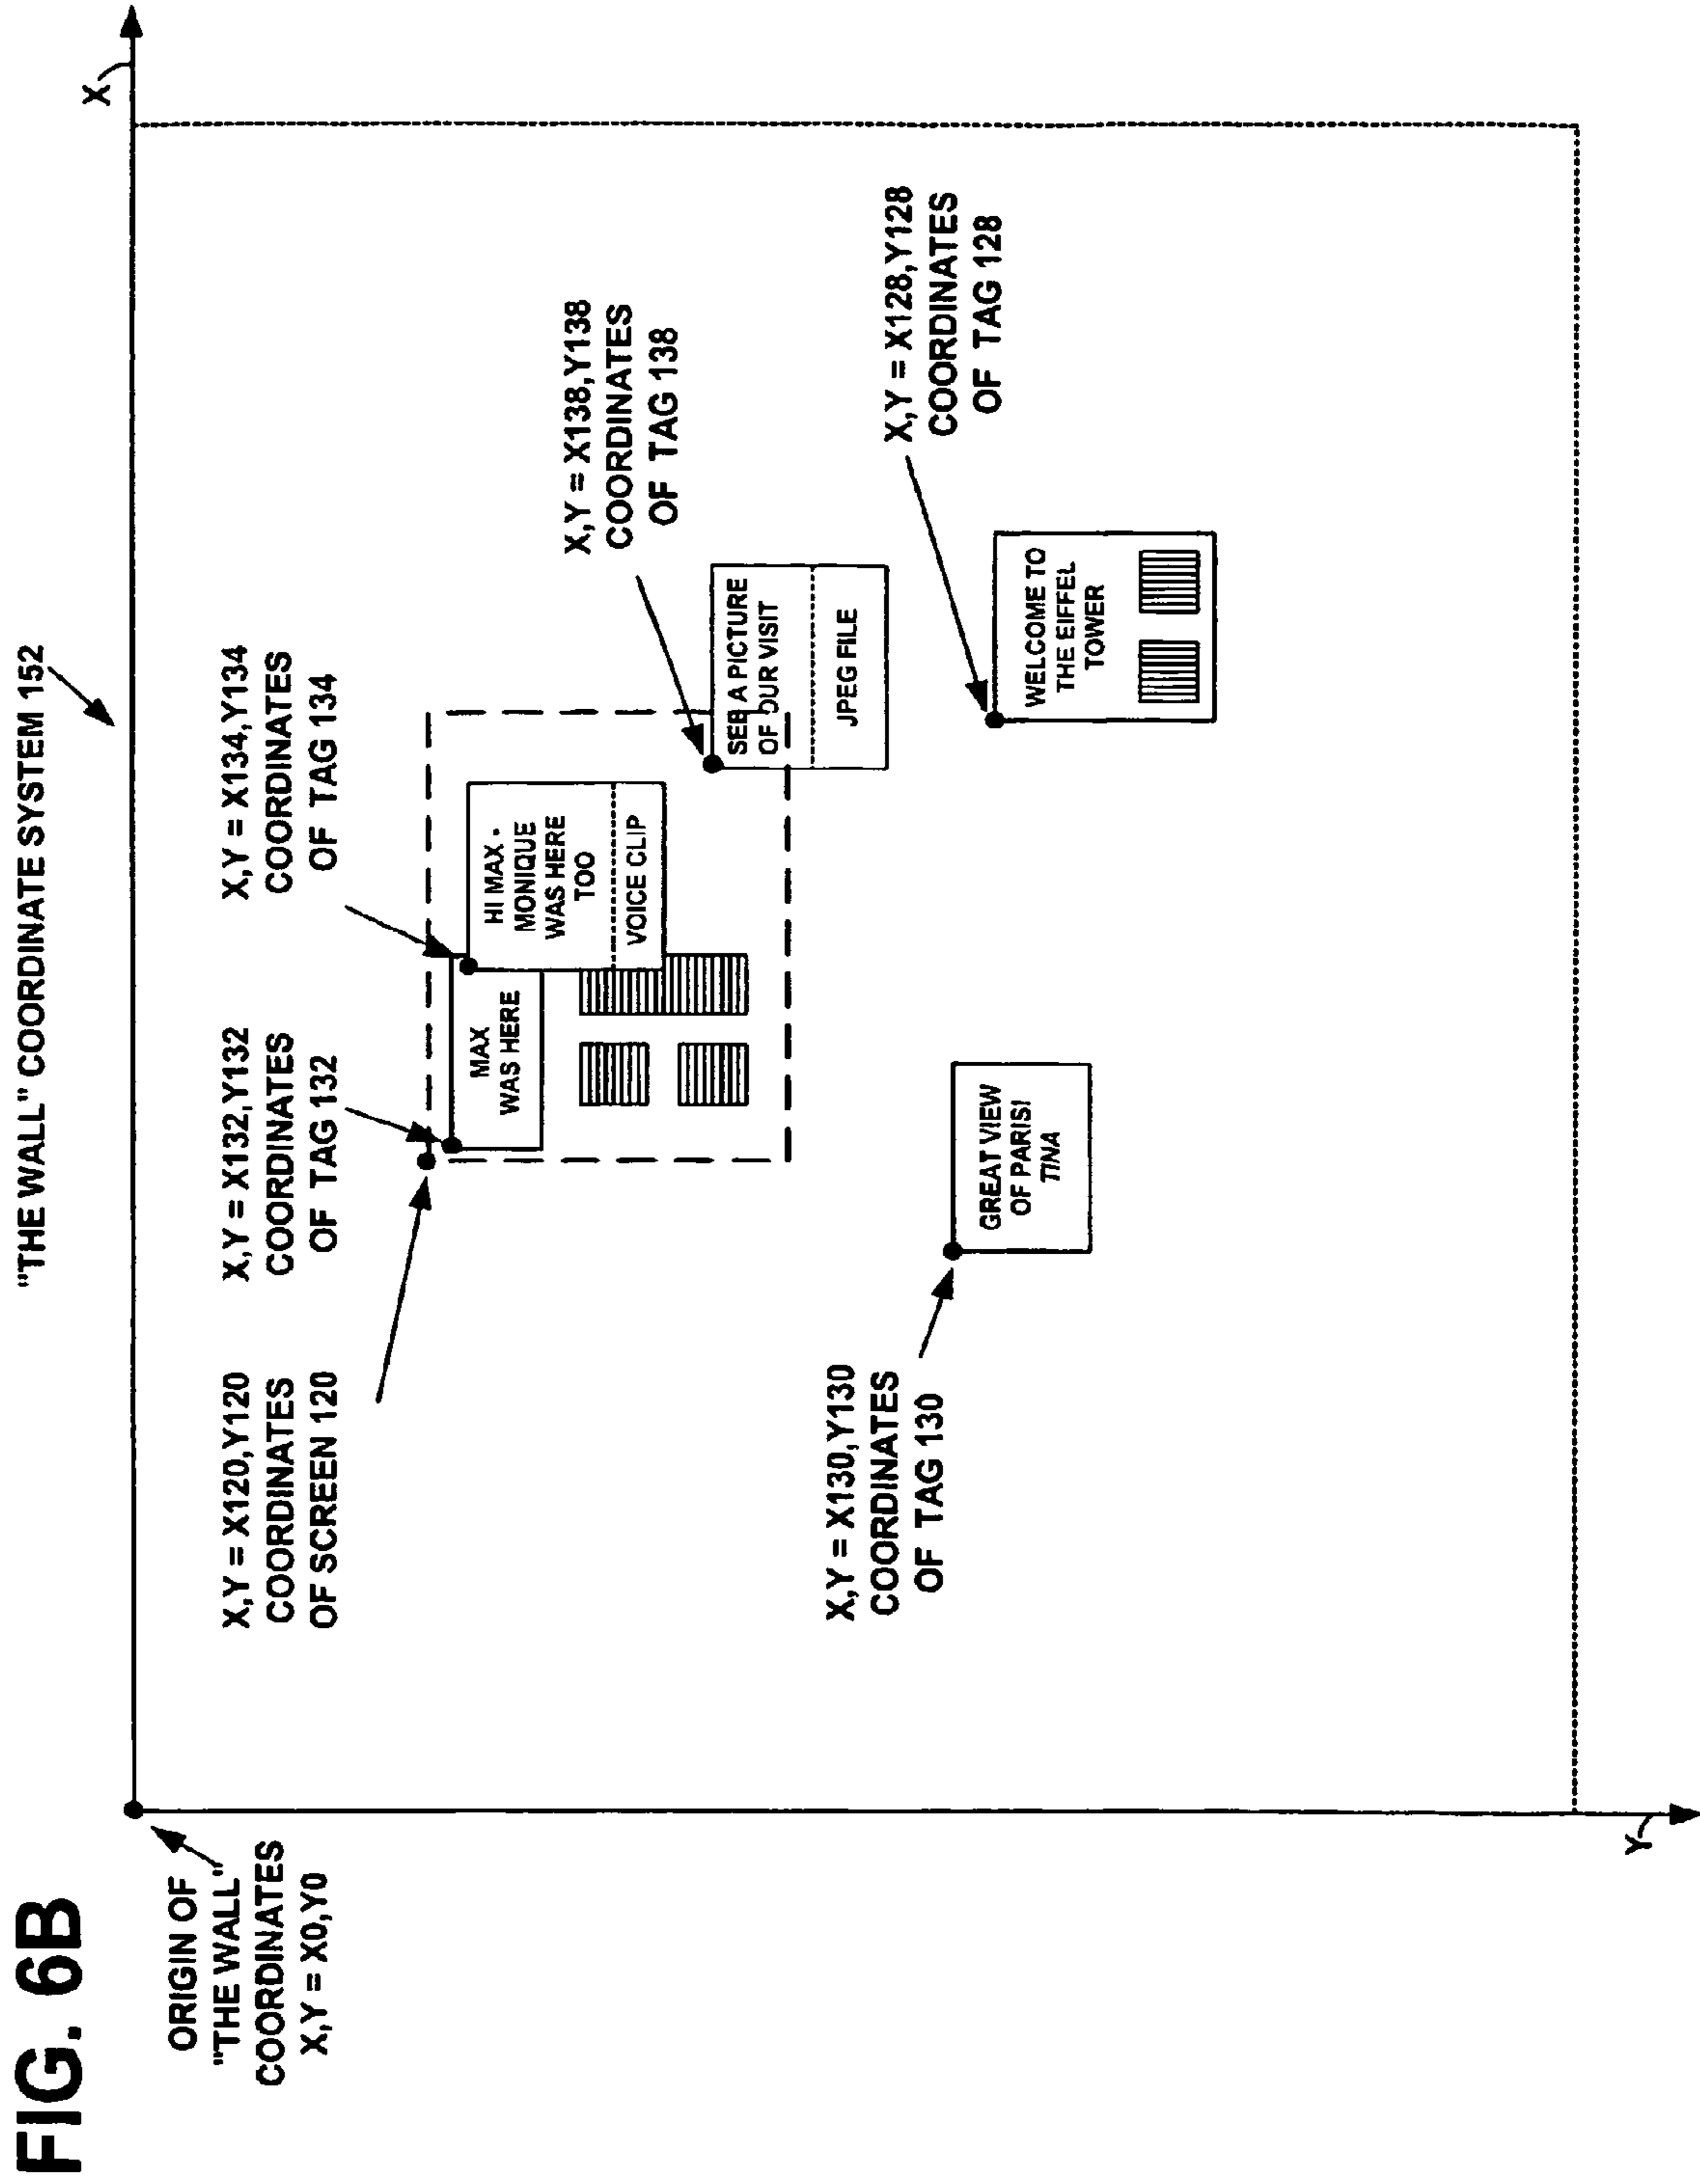 FIG. 6B
"THE WALL" COORDINATE SYSTEM 152
ORIGIN OF
"THE WALL"
COORDINATES
X,Y = X0,Y0
X
X,Y = X120,Y120
COORDINATES
OF SCREEN 120
X,Y = X132,Y132
COORDINATES
OF TAG 132
X,Y = X134,Y134
COORDINATES
OF TAG 134
MAX
WAS HERE
HI MAX -
MONIQUE
WAS HERE
TOO
VOICE CLIP
X,Y = X138,Y138
COORDINATES
OF TAG 138
SEE A PICTURE
OF OUR VISIT
JPEG FILE
X,Y = X130,Y130
COORDINATES
OF TAG 130
GREAT VIEW
OF PARIS!
TINA
X,Y = X128,Y128
COORDINATES
OF TAG 128
WELCOME TO
THE EIFFEL
TOWER
Y